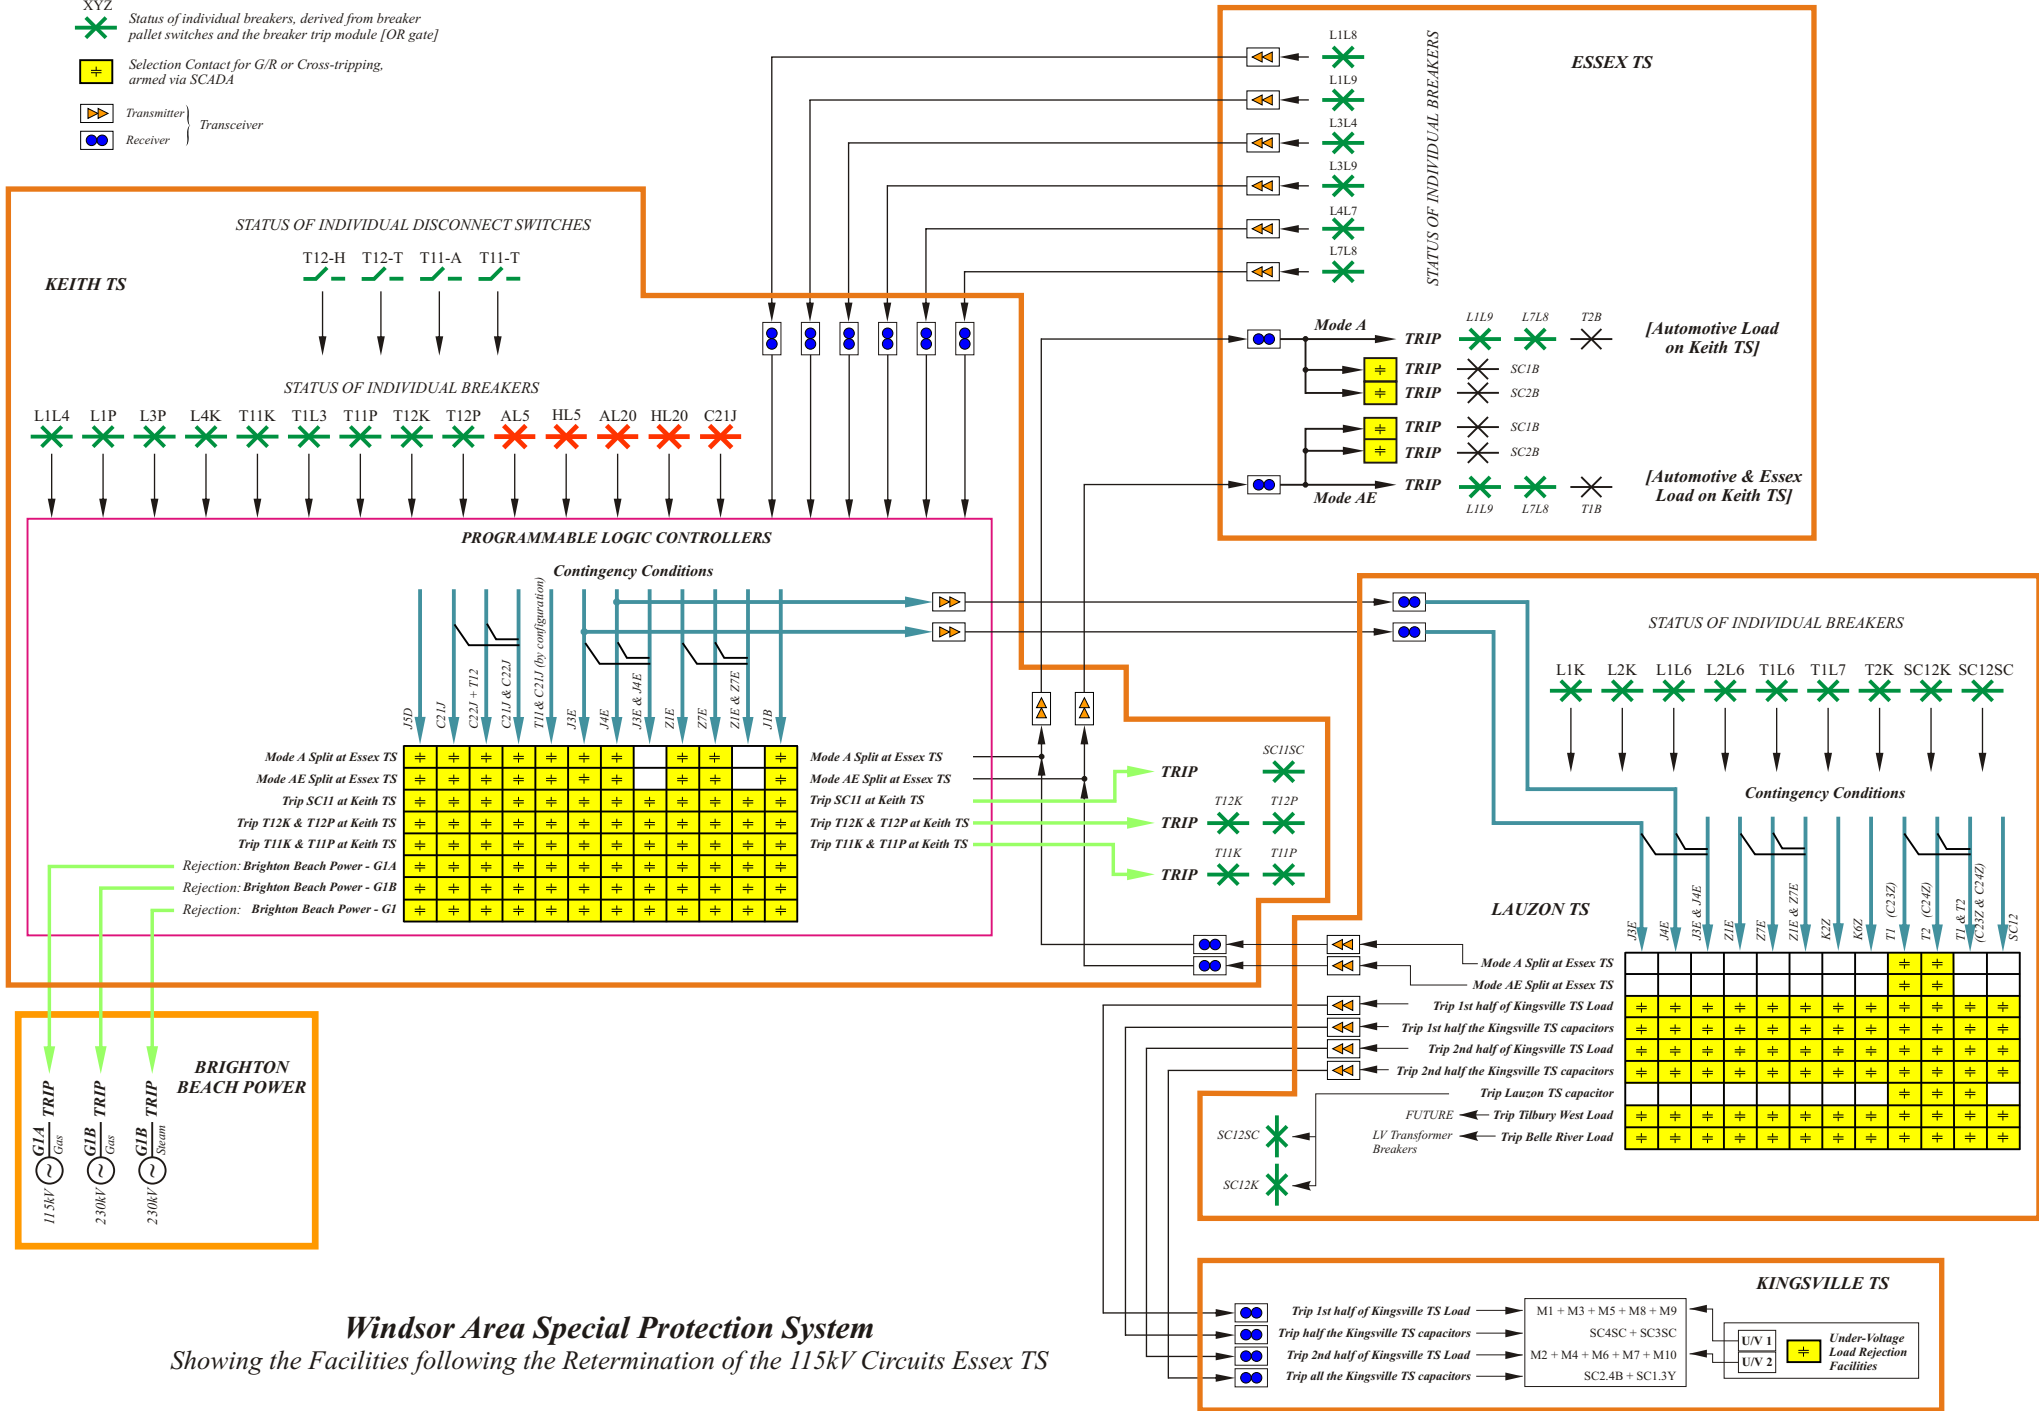 XYZ
Status of individual breakers, derived from breaker
pallet switches and the breaker trip module [OR gate]
Selection Contact for G/R or Cross-tripping,
armed via SCADA
Transmitter
Receiver
Transceiver
ESSEX TS
STATUS OF INDIVIDUAL BREAKERS
L1L8
L1L9
L3L4
L3L9
L4L7
L7L8
Mode A
TRIP
L1L9 L7L8 T2B
[Automotive Load
on Keith TS]
TRIP SC1B
TRIP SC2B
TRIP SC1B
TRIP SC2B
Mode AE
TRIP
L1L9 L7L8 T1B
[Automotive & Essex
Load on Keith TS]
KEITH TS
STATUS OF INDIVIDUAL DISCONNECT SWITCHES
T12-H T12-T T11-A T11-T
STATUS OF INDIVIDUAL BREAKERS
L1L4 L1P L3P L4K T11K T1L3 T11P T12K T12P AL5 HL5 AL20 HL20 C21J
PROGRAMMABLE LOGIC CONTROLLERS
Contingency Conditions
J5D
C21J
C22J + T12
C21J & C22J
T11& C21J (by configuration)
J3E
J4E
J3E & J4E
Z1E
Z7E
Z1E & Z7E
J1B
Mode A Split at Essex TS
Mode AE Split at Essex TS
Trip SC11 at Keith TS
Trip T12K & T12P at Keith TS
Trip T11K & T11P at Keith TS
Rejection: Brighton Beach Power - G1A
Rejection: Brighton Beach Power - G1B
Rejection: Brighton Beach Power - G1
Mode A Split at Essex TS
Mode AE Split at Essex TS
Trip SC11 at Keith TS
Trip T12K & T12P at Keith TS
Trip T11K & T11P at Keith TS
TRIP
SC11SC
TRIP
T12K T12P
TRIP
T11K T11P
LAUZON TS
STATUS OF INDIVIDUAL BREAKERS
L1K L2K L1L6 L2L6 T1L6 T1L7 T2K SC12K SC12SC
Contingency Conditions
J3E
J4E
J3E & J4E
Z1E
Z7E
Z1E & Z7E
K2Z
K6Z
T1 (C23Z)
T2 (C24Z)
T1 & T2
(C23Z & C24Z)
SC12
Mode A Split at Essex TS
Mode AE Split at Essex TS
Trip 1st half of Kingsville TS Load
Trip 1st half the Kingsville TS capacitors
Trip 2nd half of Kingsville TS Load
Trip 2nd half the Kingsville TS capacitors
Trip Lauzon TS capacitor
FUTURE Trip Tilbury West Load
LV Transformer
Breakers
Trip Belle River Load
SC12SC
SC12K
BRIGHTON
BEACH POWER
G1A TRIP
Gas
115kV
G1B TRIP
Gas
230kV
G1B TRIP
Steam
230kV
KINGSVILLE TS
Trip 1st half of Kingsville TS Load
Trip half the Kingsville TS capacitors
Trip 2nd half of Kingsville TS Load
Trip all the Kingsville TS capacitors
M1 + M3 + M5 + M8 + M9
SC4SC + SC3SC
M2 + M4 + M6 + M7 + M10
SC2.4B + SC1.3Y
U/V 1
U/V 2
Under-Voltage
Load Rejection
Facilities
Windsor Area Special Protection System
Showing the Facilities following the Retermination of the 115kV Circuits Essex TS